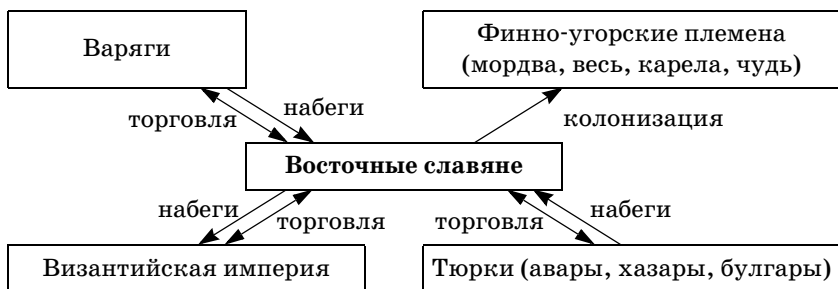 Варяги
Финно-угорские племена
(мордва, весь, карела, чудь)
набеги
торговля
колонизация
Восточные славяне
набеги
торговля
торговля
набеги
Византийская империя
Тюрки (авары, хазары, булгары)